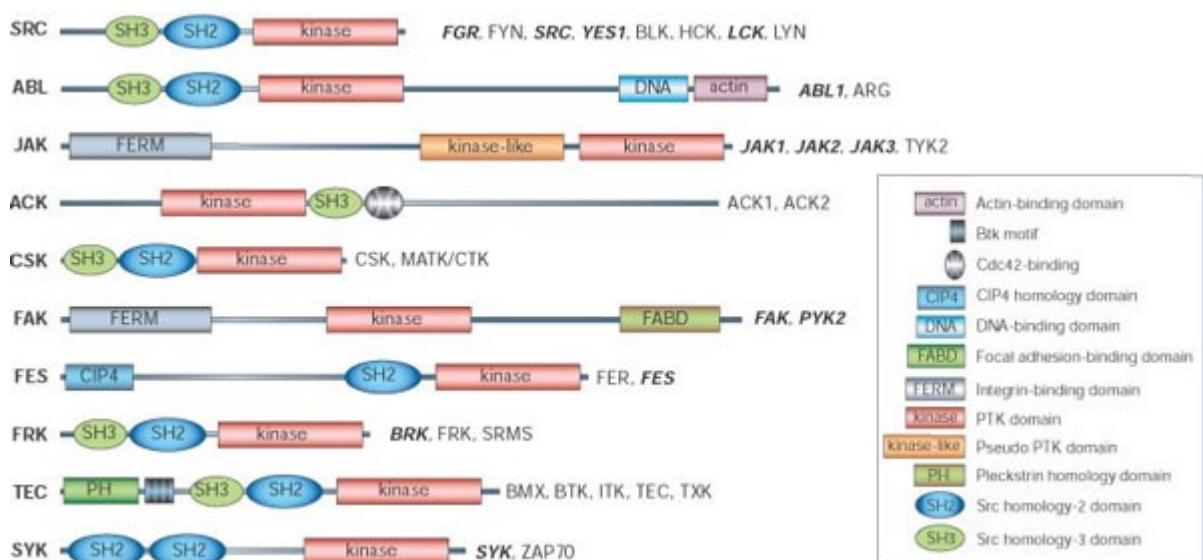 SRC SH3 SH2 kinase FGR, FYN, SRC, YES1, BLK, HCK, LCK, LYN
ABL SH3 SH2 kinase DNA actin ABL1, ARG
JAK FERM kinase-like kinase JAK1, JAK2, JAK3, TYK2
ACK kinase SH3 ACK1, ACK2
CSK SH3 SH2 kinase CSK, MATK/CTK
FAK FERM kinase FABD FAK, PYK2
FES CIP4 SH2 kinase FER, FES
FRK SH3 SH2 kinase BRK, FRK, SRMS
TEC PH SH3 SH2 kinase BMX, BTK, ITK, TEC, TXK
SYK SH2 SH2 kinase SYK, ZAP70
actin Actin-binding domain
Btk motif
Cdc42-binding
CIP4 CIP4 homology domain
DNA DNA-binding domain
FABD Focal adhesion-binding domain
FERM Integrin-binding domain
kinase PTK domain
kinase-like Pseudo PTK domain
PH Pleckstrin homology domain
SH2 Src homology-2 domain
SH3 Src homology-3 domain